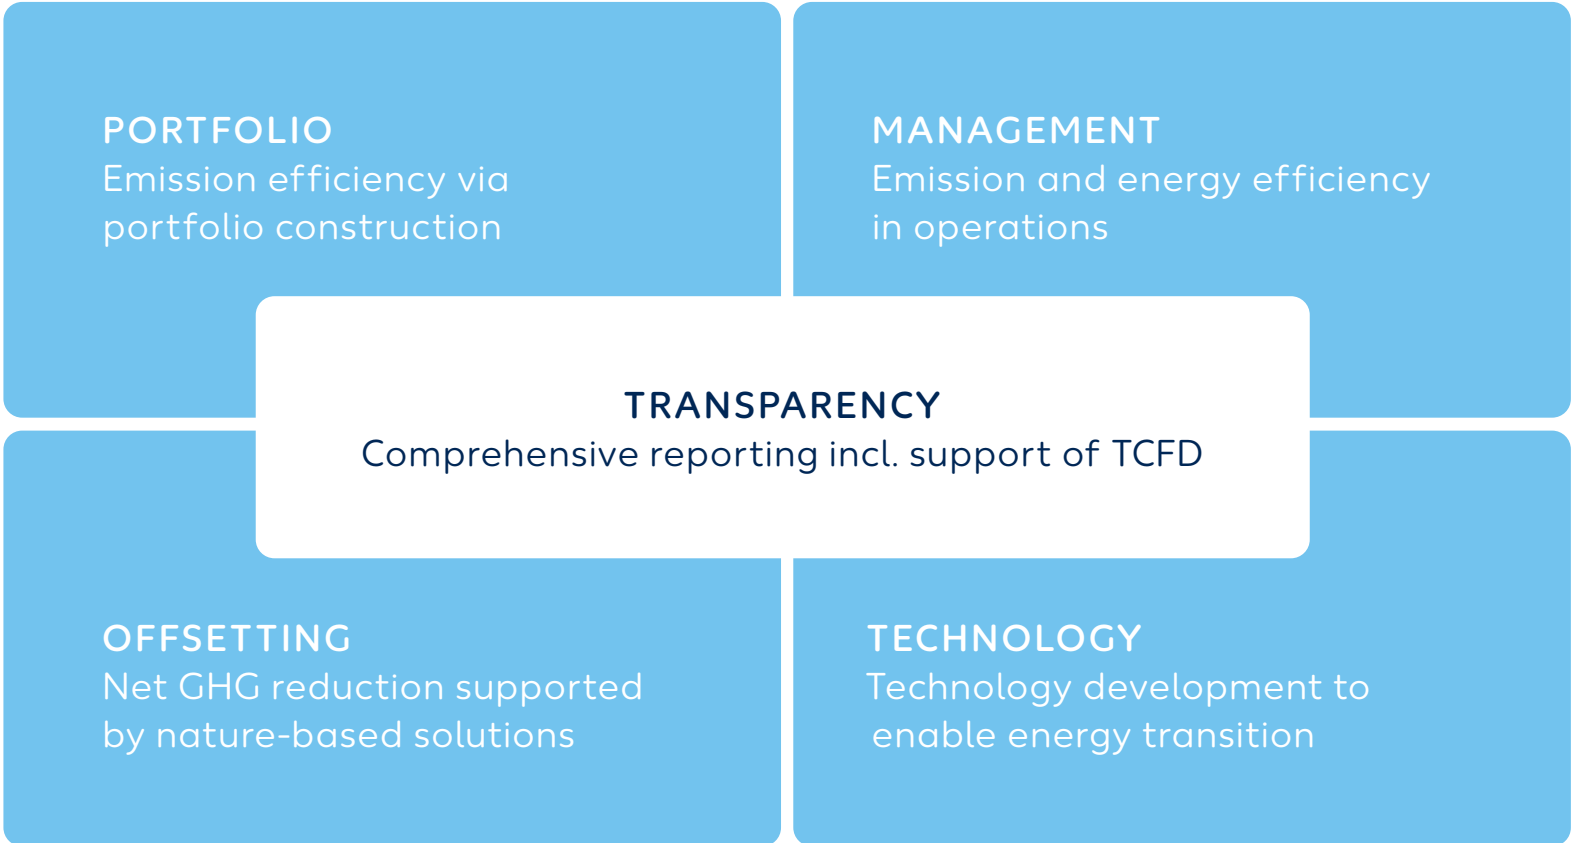 PORTFOLIO
Emission efficiency via
portfolio construction
MANAGEMENT
Emission and energy efficiency
in operations
TRANSPARENCY
Comprehensive reporting incl. support of TCFD
OFFSETTING
Net GHG reduction supported
by nature-based solutions
TECHNOLOGY
Technology development to
enable energy transition